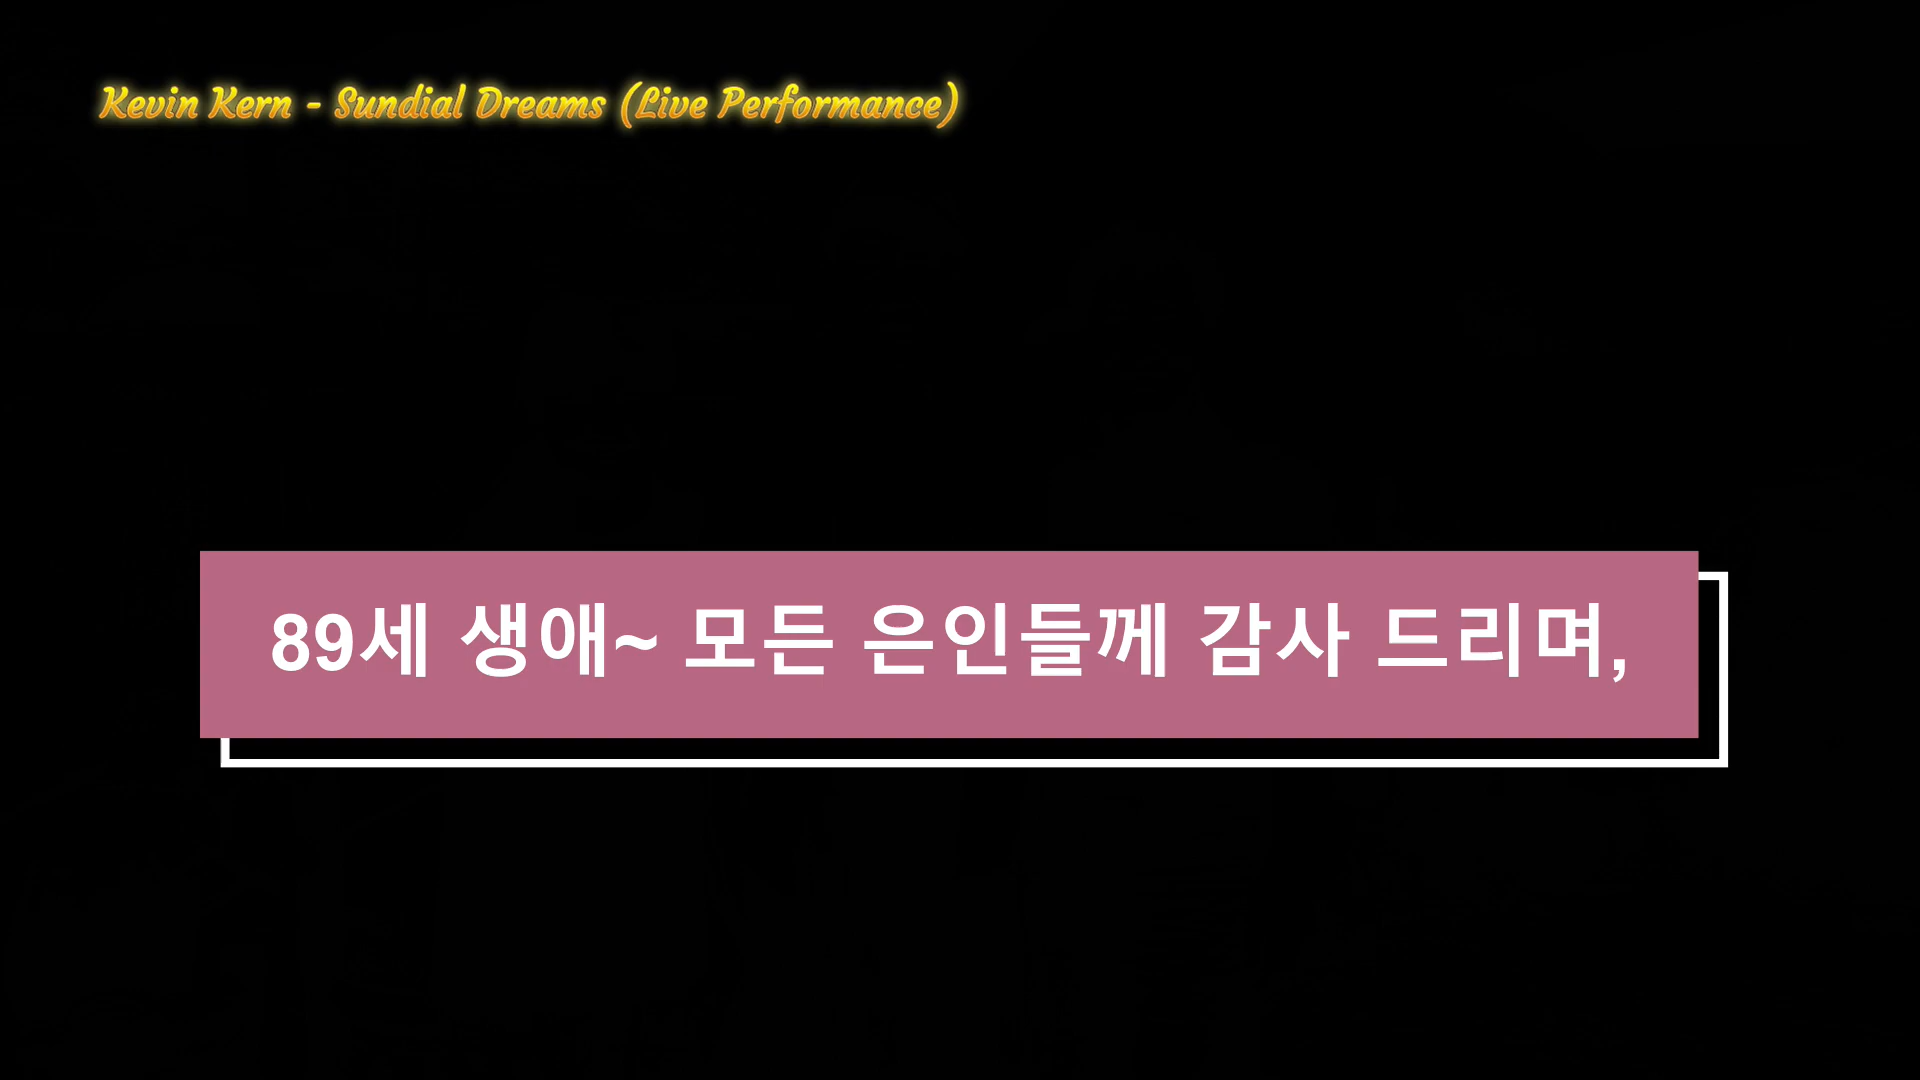 Kevin Kern - Sundial Dreams (Live Performance)
89세 생애~ 모든 은인들께 감사 드리며,